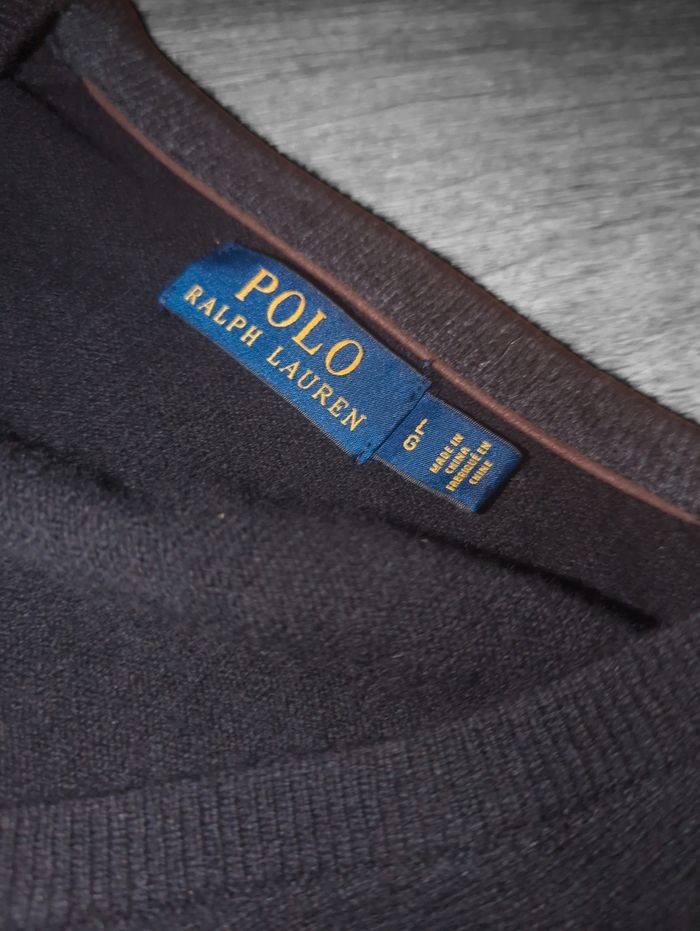 POLO
RALPH LAUREN
L
G
MADE IN
CHINA
FABRIQUÉ EN
CHINE